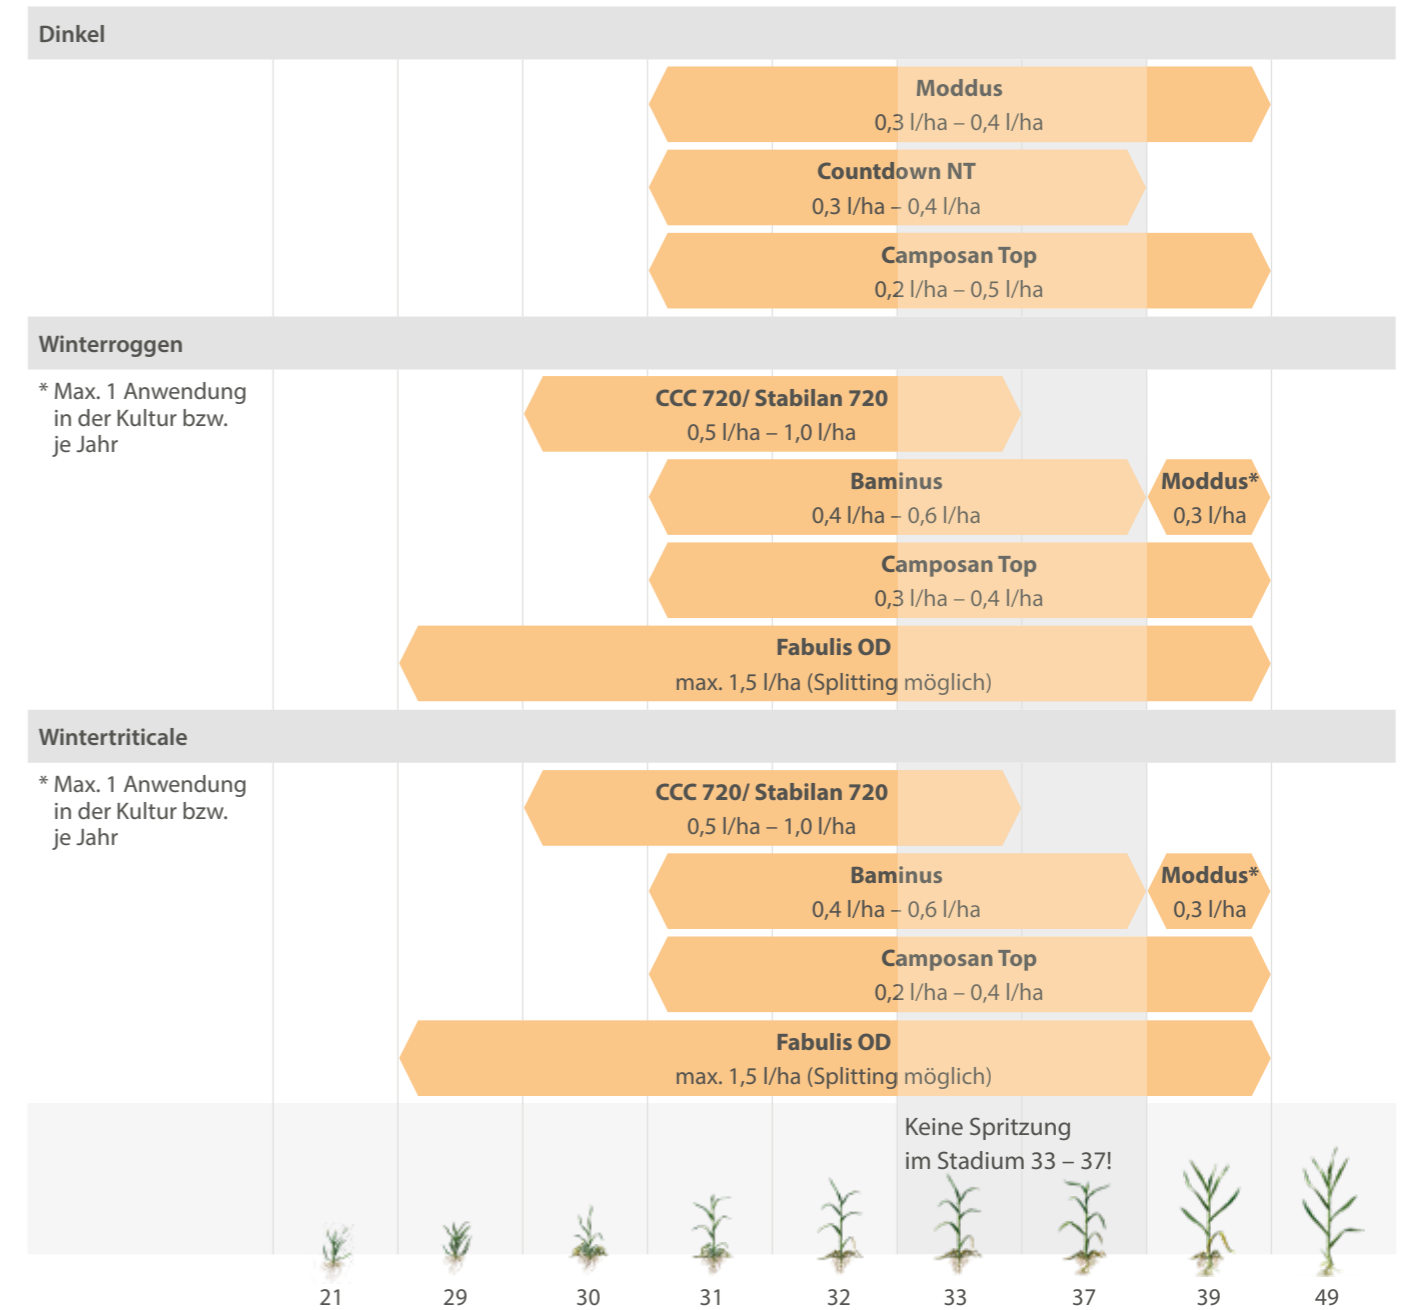 Dinkel
Moddus
0,3 l/ha – 0,4 l/ha
Countdown NT
0,3 l/ha – 0,4 l/ha
Camposan Top
0,2 l/ha – 0,5 l/ha
Winterroggen
* Max. 1 Anwendung
in der Kultur bzw.
je Jahr
CCC 720/ Stabilan 720
0,5 l/ha – 1,0 l/ha
Baminus
0,4 l/ha – 0,6 l/ha
Moddus*
0,3 l/ha
Camposan Top
0,3 l/ha – 0,4 l/ha
Fabulis OD
max. 1,5 l/ha (Splitting möglich)
Wintertriticale
* Max. 1 Anwendung
in der Kultur bzw.
je Jahr
CCC 720/ Stabilan 720
0,5 l/ha – 1,0 l/ha
Baminus
0,4 l/ha – 0,6 l/ha
Moddus*
0,3 l/ha
Camposan Top
0,2 l/ha – 0,4 l/ha
Fabulis OD
max. 1,5 l/ha (Splitting möglich)
Keine Spritzung
im Stadium 33 – 37!
21 29 30 31 32 33 37 39 49